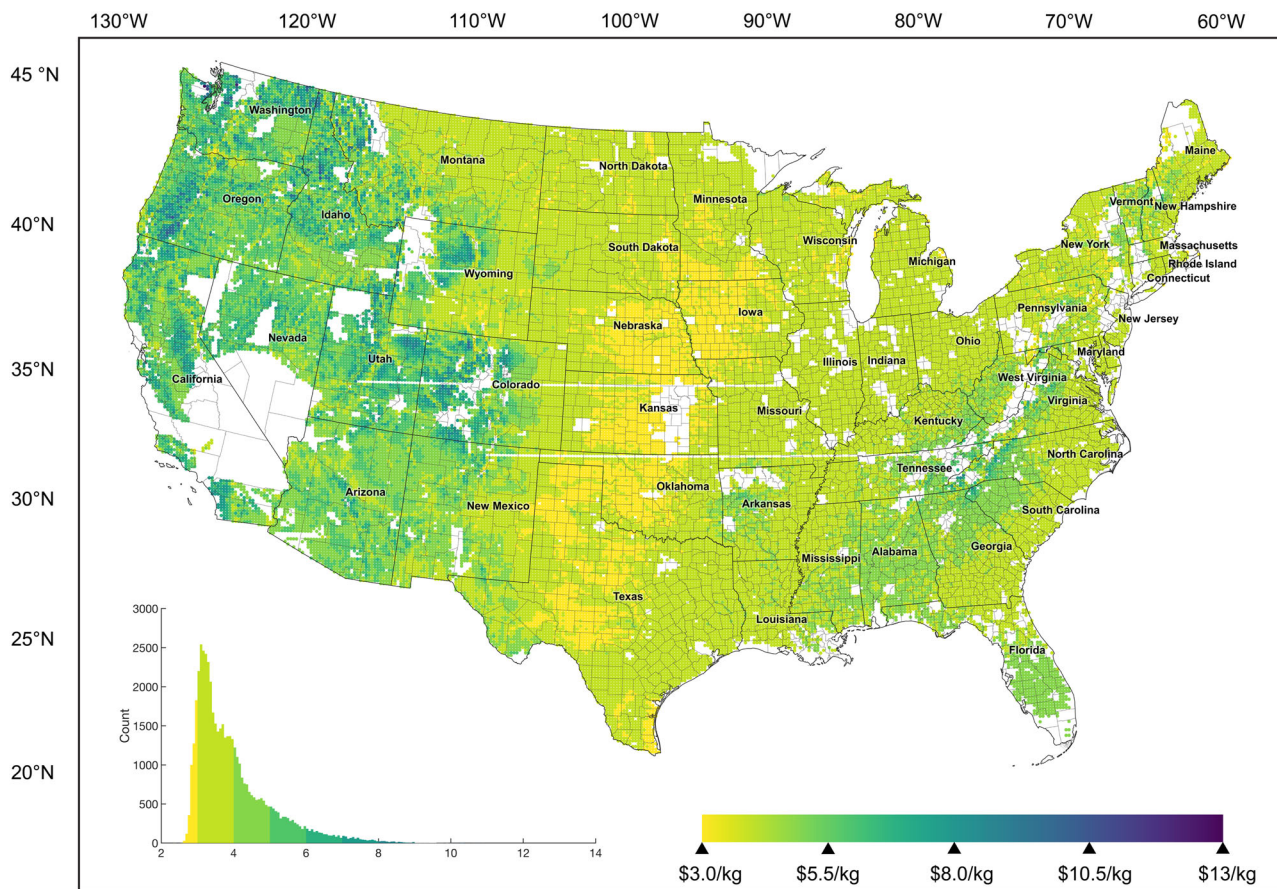 130°W 120°W 110°W 100°W 90°W 80°W 70°W 60°W
45 °N
40°N
35°N
30°N
25°N
20°N
Washington
Montana
North Dakota
Minnesota
Maine
Oregon
Idaho
Vermont
New Hampshire
South Dakota
Wisconsin
Michigan
New York
Massachusetts
Rhode Island
Connecticut
Wyoming
Nebraska
Iowa
Pennsylvania
New Jersey
Nevada
Utah
Colorado
Illinois
Indiana
Ohio
Maryland
California
Kansas
Missouri
West Virginia
Virginia
Kentucky
Arizona
New Mexico
Oklahoma
Arkansas
Tennessee
North Carolina
South Carolina
Texas
Louisiana
Mississippi
Alabama
Georgia
Florida
Count
3000
2500
2000
1500
1000
500
0
2 4 6 8 10 12 14
$3.0/kg $5.5/kg $8.0/kg $10.5/kg $13/kg